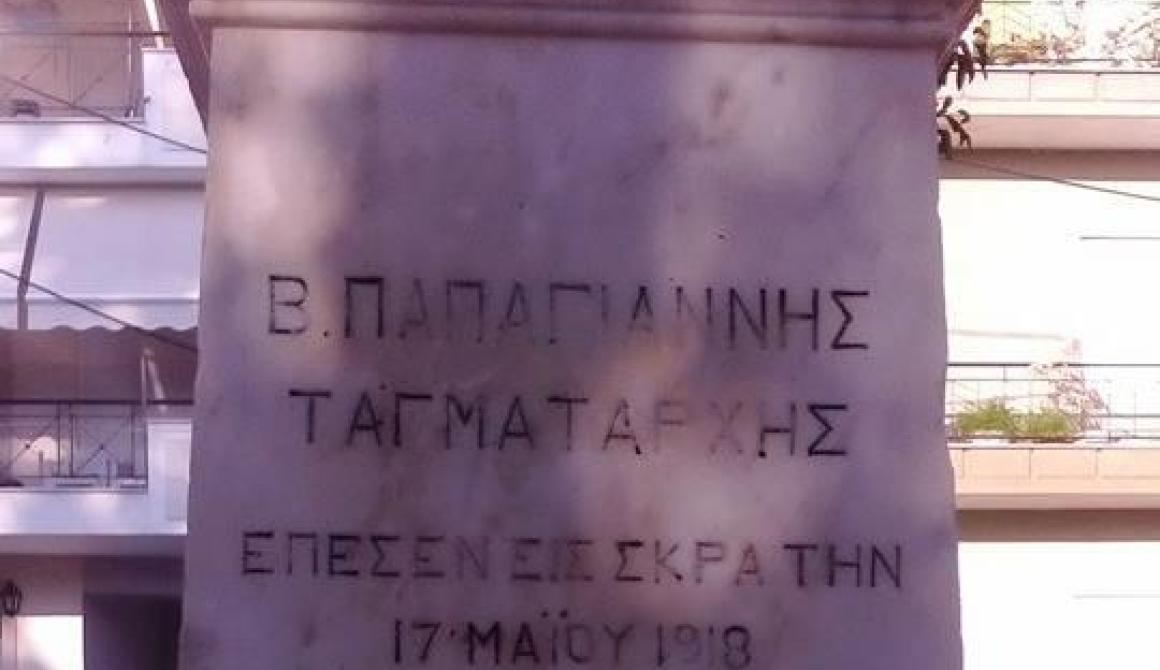 Β. ΠΑΠΑΓΙΑΝΝΗΣ
ΤΑΓΜΑΤΑΡΧΗΣ
ΕΠΕΣΕΝ ΕΙΣ ΣΚΡΑ ΤΗΝ
17 ΜΑΪΟΥ 1918